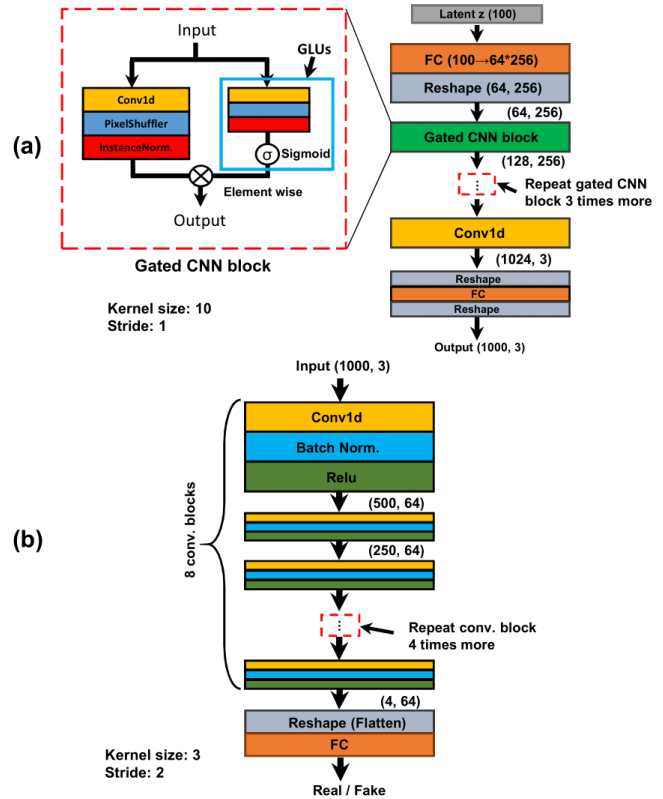 (a)
Input
GLUs
Conv1d
PixelShuffler
InstanceNorm.
σ
Sigmoid
Element wise
Output
Gated CNN block
Kernel size: 10
Stride: 1
Latent z (100)
FC (100→64*256)
Reshape (64, 256)
(64, 256)
Gated CNN block
(128, 256)
Repeat gated CNN
block 3 times more
Conv1d
(1024, 3)
Reshape
FC
Reshape
Output (1000, 3)
(b)
Input (1000, 3)
8 conv. blocks
Conv1d
Batch Norm.
Relu
(500, 64)
(250, 64)
Repeat conv. block
4 times more
(4, 64)
Reshape (Flatten)
FC
Kernel size: 3
Stride: 2
Real / Fake